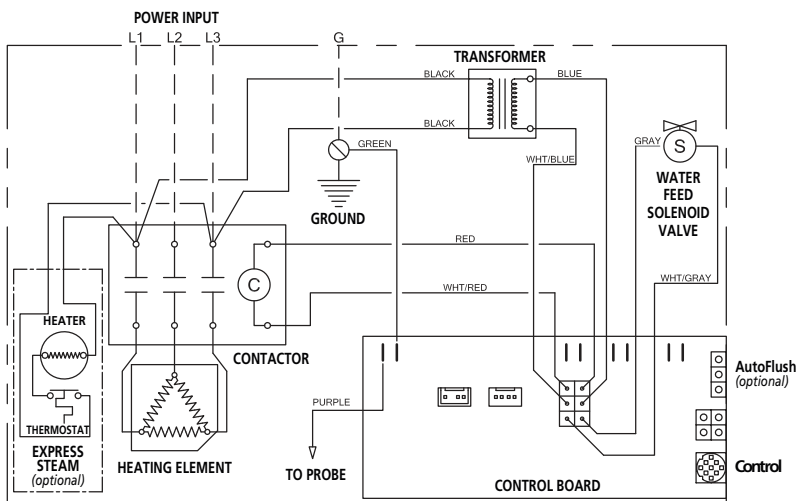 POWER INPUT
L1 L2 L3 G
TRANSFORMER
BLACK BLUE
BLACK
GREEN
WHT/BLUE
GRAY
S
WATER
FEED
SOLENOID
VALVE
GROUND
RED
C
WHT/RED
WHT/GRAY
HEATER
CONTACTOR
AutoFlush
(optional)
PURPLE
THERMOSTAT
EXPRESS
STEAM
(optional)
HEATING ELEMENT
TO PROBE
CONTROL BOARD
Control